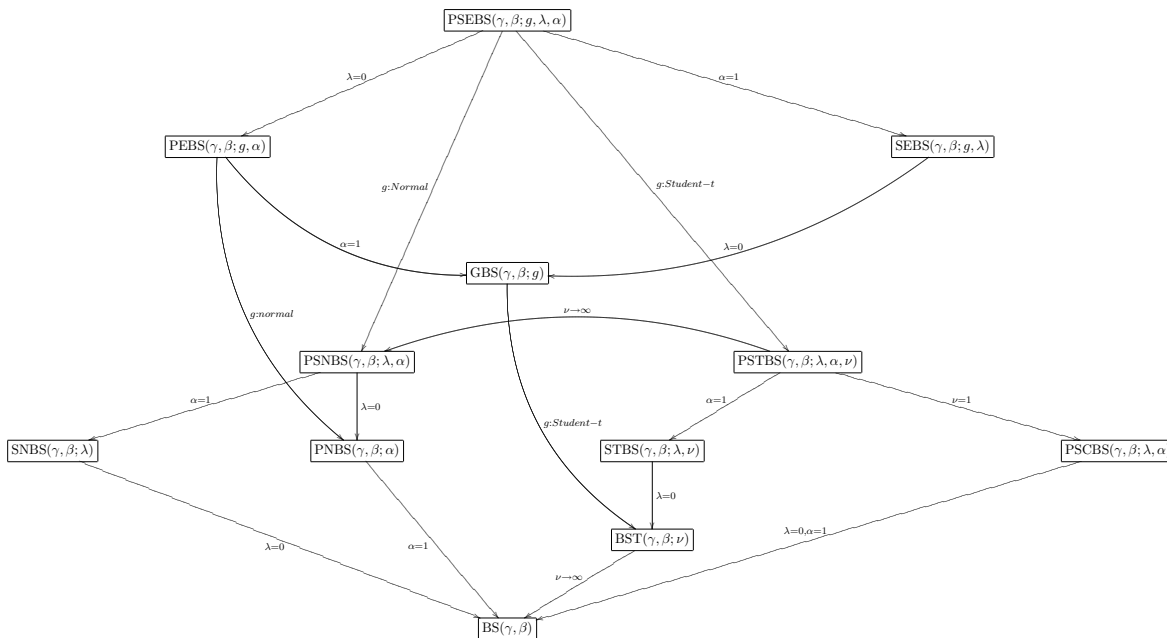 PSEBS(γ, β; g, λ, α)
λ=0
α=1
PEBS(γ, β; g, α)
SEBS(γ, β; g, λ)
g:Normal
g:Student−t
α=1
λ=0
GBS(γ, β; g)
g:normal
ν→∞
PSNBS(γ, β; λ, α)
PSTBS(γ, β; λ, α, ν)
α=1
λ=0
α=1
ν=1
g:Student−t
SNBS(γ, β; λ)
PNBS(γ, β; α)
STBS(γ, β; λ, ν)
PSCBS(γ, β; λ, α
λ=0
BST(γ, β; ν)
λ=0
α=1
λ=0,α=1
ν→∞
BS(γ, β)